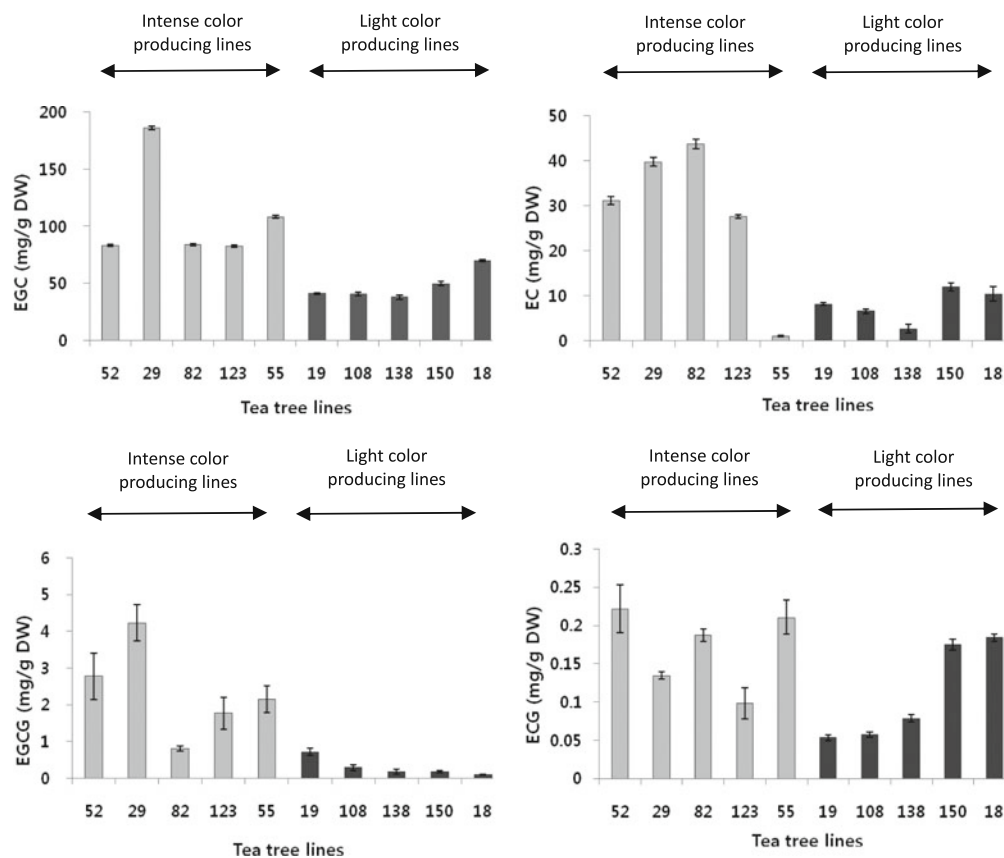 Intense color
producing lines
Light color
producing lines
EGC (mg/g DW)
200
150
100
50
0
52 29 82 123 55 19 108 138 150 18
Tea tree lines
Intense color
producing lines
Light color
producing lines
EC (mg/g DW)
50
40
30
20
10
0
52 29 82 123 55 19 108 138 150 18
Tea tree lines
Intense color
producing lines
Light color
producing lines
EGCG (mg/g DW)
6
5
4
3
2
1
0
52 29 82 123 55 19 108 138 150 18
Tea tree lines
Intense color
producing lines
Light color
producing lines
ECG (mg/g DW)
0.3
0.25
0.2
0.15
0.1
0.05
0
52 29 82 123 55 19 108 138 150 18
Tea tree lines